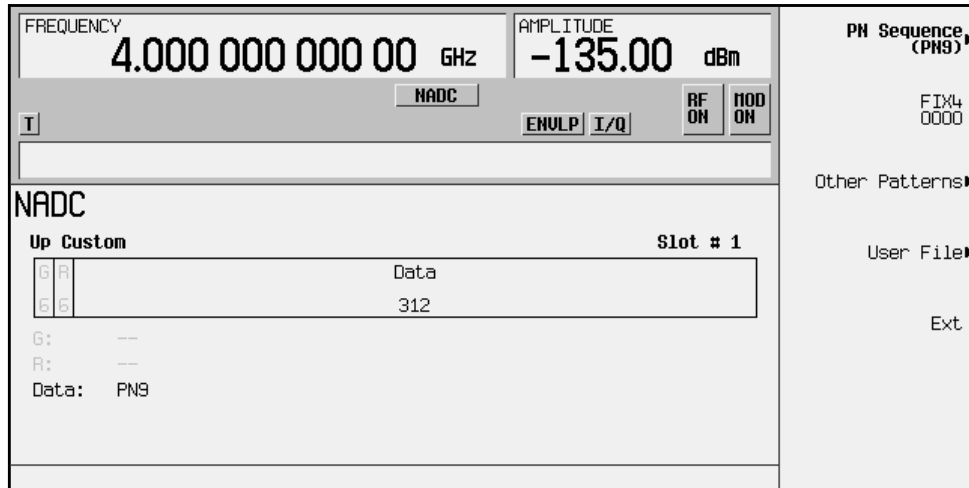 FREQUENCY
4.000 000 000 00 GHz
AMPLITUDE
-135.00 dBm
NADC
T
ENVLP I/Q
RF ON
MOD ON
NADC
Up Custom Slot # 1
G R Data
6 6 312
G: --
R: --
Data: PN9
PN Sequence
(PN9)
FIX4
0000
Other Patterns
User File
Ext